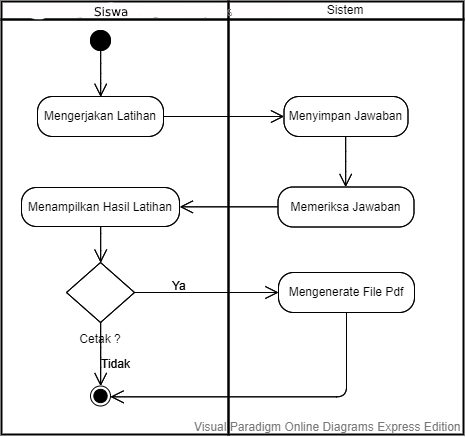 Siswa
Sistem
Mengerjakan Latihan
Menyimpan Jawaban
Menampilkan Hasil Latihan
Memeriksa Jawaban
Ya
Mengenerate File Pdf
Cetak ?
Tidak
Visual Paradigm Online Diagrams Express Edition